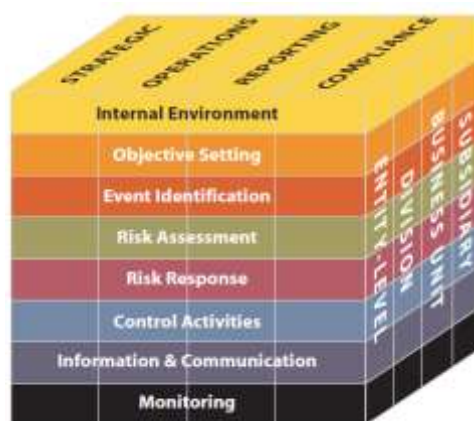 STRATEGIC
OPERATIONS
REPORTING
COMPLIANCE
Internal Environment
Objective Setting
Event Identification
Risk Assessment
Risk Response
Control Activities
Information & Communication
Monitoring
ENTITY-LEVEL
DIVISION
BUSINESS UNIT
SUBSIDIARY